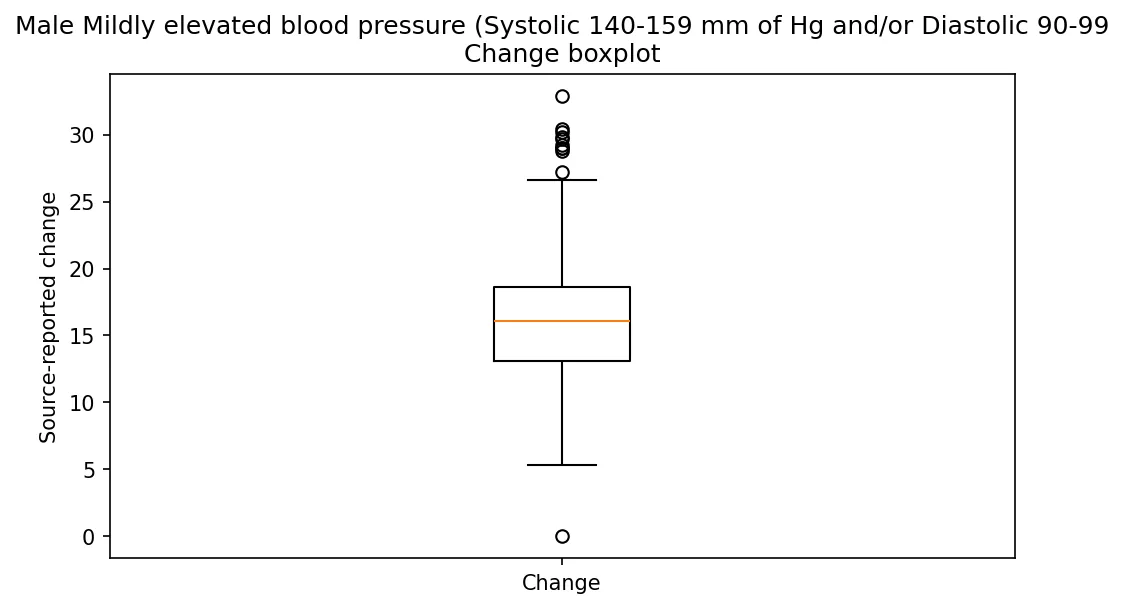 Male Mildly elevated blood pressure (Systolic 140-159 mm of Hg and/or Diastolic 90-99
Change boxplot
Source-reported change
30
25
20
15
10
5
0
Change